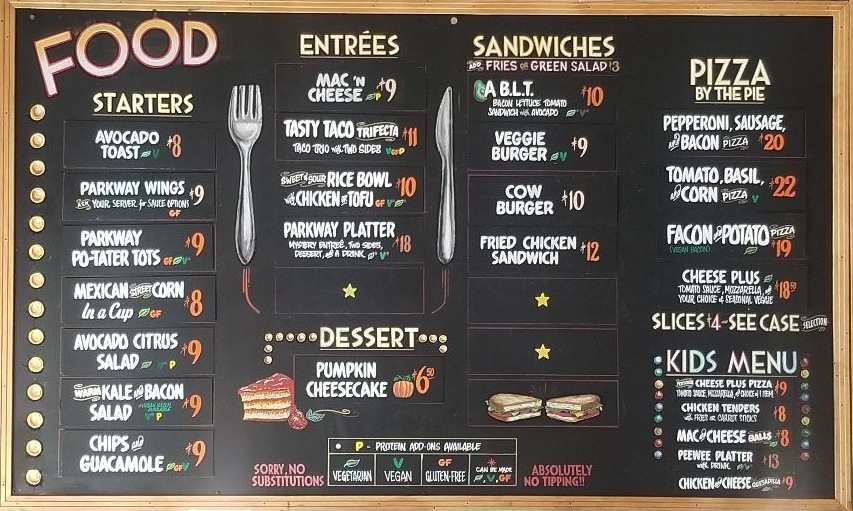 FOOD
STARTERS
AVOCADO
TOAST V $8
PARKWAY WINGS $9
ASK YOUR SERVER for SAUCE OPTIONS
GF
PARKWAY
PO-TATER TOTS GF V $9
MEXICAN STREET CORN
In a Cup GF $8
AVOCADO CITRUS
SALAD V P $9
WARM KALE and BACON
SALAD V P $9
CHIPS and
GUACAMOLE GF V $9
ENTRÉES
MAC 'N
CHEESE P $9
TASTY TACO TRIFECTA $11
TACO TRIO with TWO SIDES V GF P
SWEET N SOUR RICE BOWL $10
with CHICKEN or TOFU GF V
PARKWAY PLATTER $18
MYSTERY ENTRÉE, TWO SIDES,
DESSERT, and A DRINK. V
DESSERT
PUMPKIN
CHEESECAKE $6.50
SANDWICHES
ADD FRIES or GREEN SALAD $3
CA B.L.T. $10
BACON LETTUCE TOMATO
SANDWICH with AVOCADO V
VEGGIE
BURGER V $9
COW
BURGER $10
FRIED CHICKEN
SANDWICH $12
PIZZA
BY THE PIE
PEPPERONI, SAUSAGE,
and BACON PIZZA $20
TOMATO, BASIL,
and CORN PIZZA V $22
FACON and POTATO PIZZA
(VEGAN BACON) V $19
CHEESE PLUS
TOMATO SAUCE, MOZZARELLA, and
YOUR CHOICE of SEASONAL VEGGIE $18.50
SLICES $4 - SEE CASE for SELECTION
KIDS MENU
CHEESE PLUS PIZZA $9
TOMATO SAUCE, MOZZARELLA, and CHOICE of 1 ITEM
CHICKEN TENDERS
with FRIES or CARROT STICKS $8
MAC and CHEESE BALLS $8
PEEWEE PLATTER
with DRINK $13
CHICKEN and CHEESE QUESADILLA $9
P - PROTEIN ADD-ONS AVAILABLE
VEGETARIAN
V VEGAN
GF GLUTEN-FREE
CAN BE MADE
V, GF
SORRY, NO
SUBSTITUTIONS
ABSOLUTELY
NO TIPPING!!